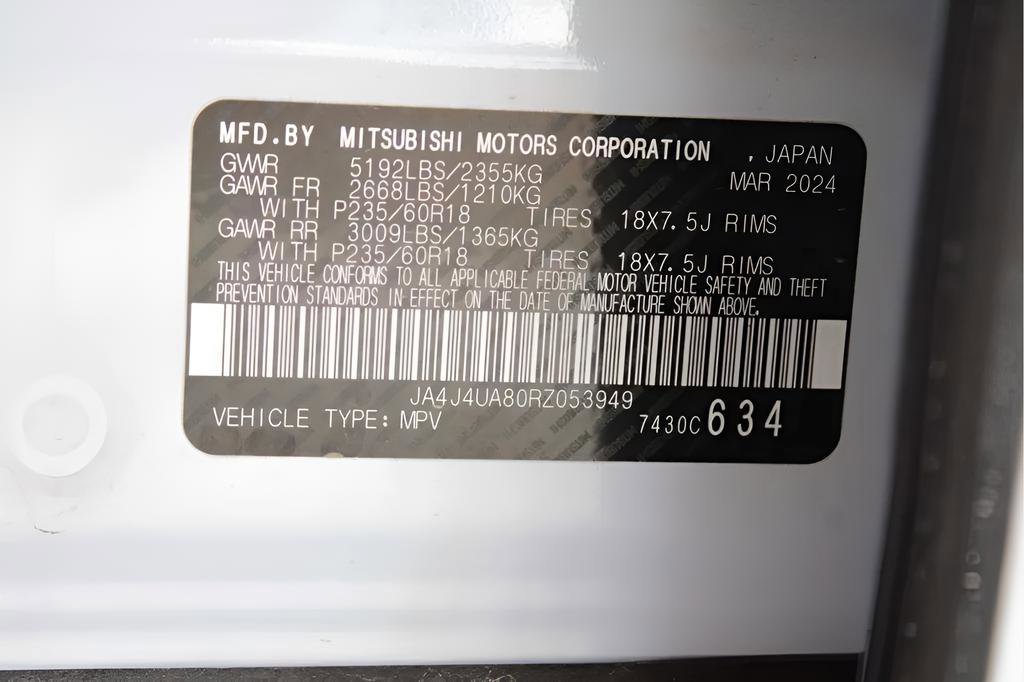 MFD.BY MITSUBISHI MOTORS CORPORATION , JAPAN
GVWR 5192LBS/2355KG MAR 2024
GAWR FR 2668LBS/1210KG
WITH P235/60R18 TIRES 18X7.5J RIMS
GAWR RR 3009LBS/1365KG
WITH P235/60R18 TIRES 18X7.5J RIMS
THIS VEHICLE CONFORMS TO ALL APPLICABLE FEDERAL MOTOR VEHICLE SAFETY AND THEFT
PREVENTION STANDARDS IN EFFECT ON THE DATE OF MANUFACTURE SHOWN ABOVE.
JA4J4UA80RZ053949
VEHICLE TYPE: MPV 7430C 634